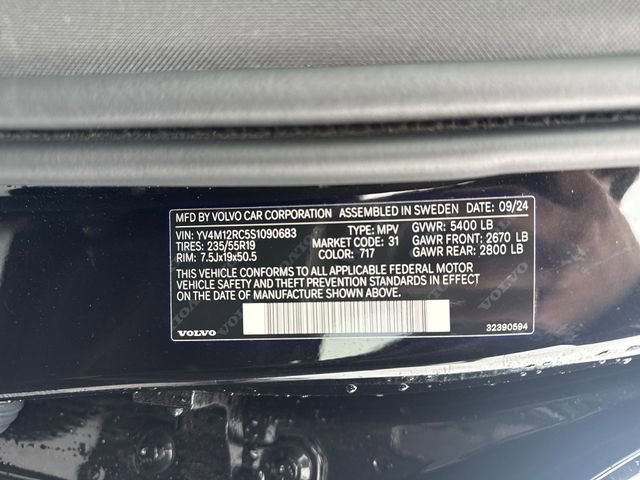 MFD BY VOLVO CAR CORPORATION ASSEMBLED IN SWEDEN DATE: 09/24
VIN: YV4M12RC5S1090683 TYPE: MPV GVWR: 5400 LB
TIRES: 235/55R19 MARKET CODE: 31 GAWR FRONT: 2670 LB
RIM: 7.5Jx19x50.5 COLOR: 717 GAWR REAR: 2800 LB
THIS VEHICLE CONFORMS TO ALL APPLICABLE FEDERAL MOTOR
VEHICLE SAFETY AND THEFT PREVENTION STANDARDS IN EFFECT
ON THE DATE OF MANUFACTURE SHOWN ABOVE.
VOLVO 32390594